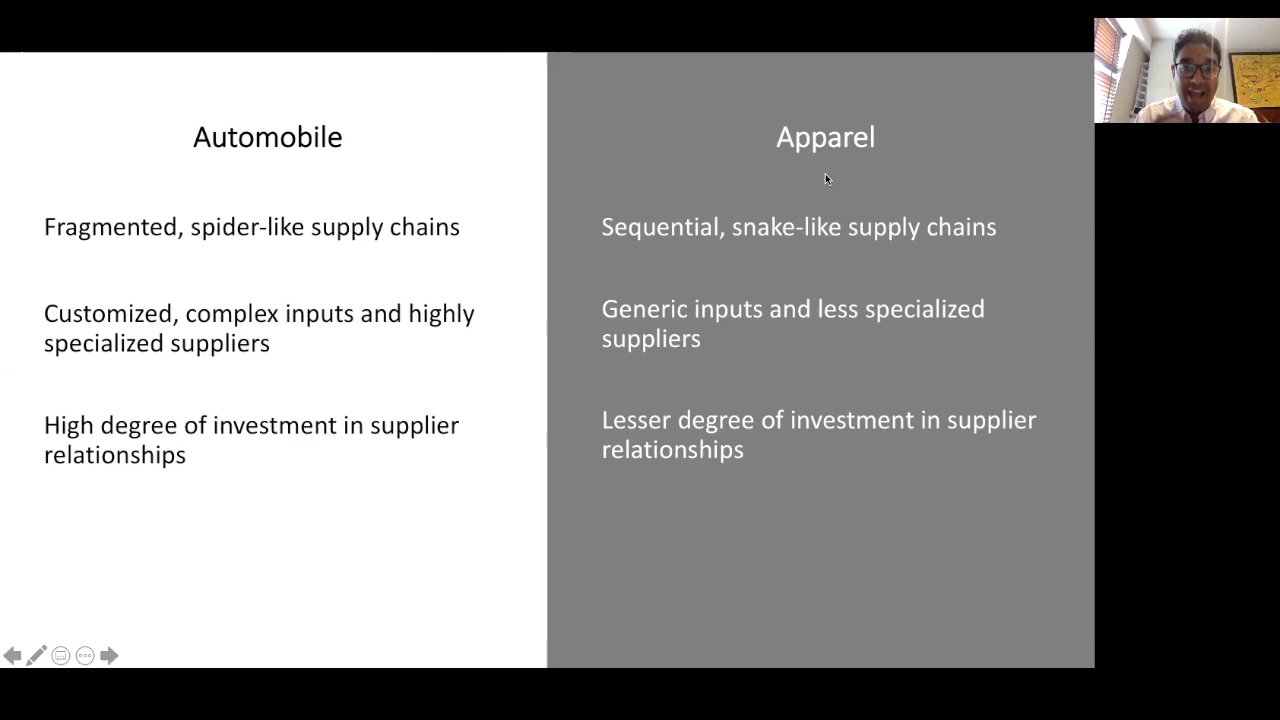 Automobile
Fragmented, spider-like supply chains
Customized, complex inputs and highly
specialized suppliers
High degree of investment in supplier
relationships
Apparel
Sequential, snake-like supply chains
Generic inputs and less specialized
suppliers
Lesser degree of investment in supplier
relationships